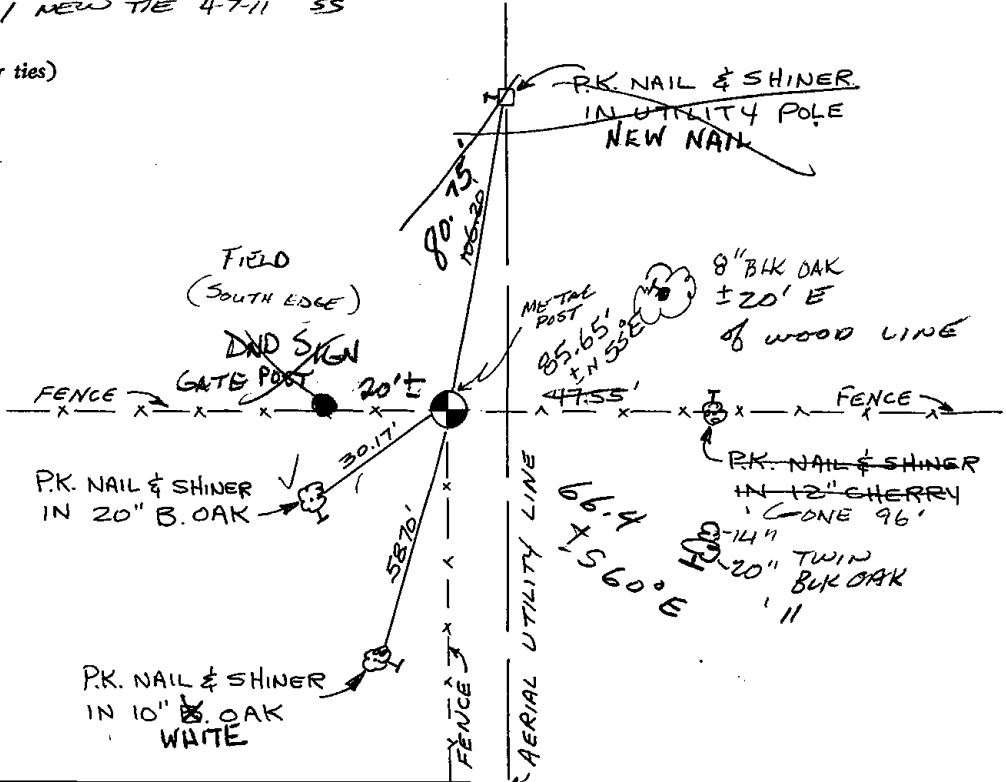 / NEW TIE 4-7-11 SS
r ties)
P.K. NAIL & SHINER
IN UTILITY POLE
NEW NAIL
80.75'
106.20
FIELD
(SOUTH EDGE)
DND SIGN
GATE POST
20'±
METAL
POST
85.65'
±N 55°E
47.55'
8" BLK OAK
±20' E
of WOOD LINE
FENCE
FENCE
30.17'
P.K. NAIL & SHINER
IN 20" B. OAK
P.K. NAIL & SHINER
IN 12" CHERRY
GONE 96'
66.4
±S 60°E
14"
20" TWIN
BLK OAK
' 11
58.70'
P.K. NAIL & SHINER
IN 10" B. OAK
WHITE
FENCE
AERIAL UTILITY LINE